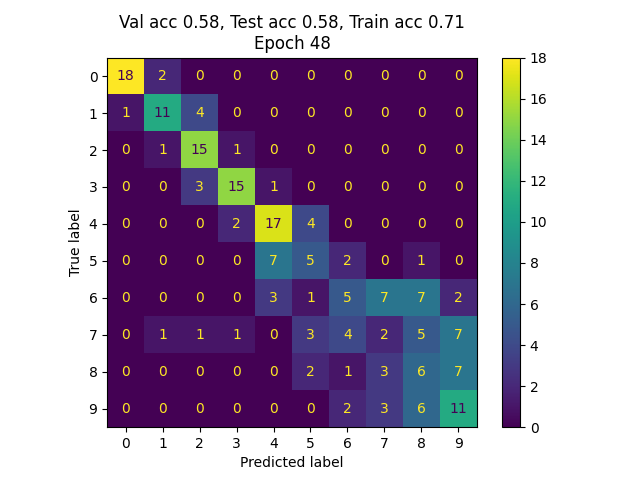 Val acc 0.58, Test acc 0.58, Train acc 0.71
Epoch 48
True label
0 18 2 0 0 0 0 0 0 0 0
1 1 11 4 0 0 0 0 0 0 0
2 0 1 15 1 0 0 0 0 0 0
3 0 0 3 15 1 0 0 0 0 0
4 0 0 0 2 17 4 0 0 0 0
5 0 0 0 0 7 5 2 0 1 0
6 0 0 0 0 3 1 5 7 7 2
7 0 1 1 1 0 3 4 2 5 7
8 0 0 0 0 0 2 1 3 6 7
9 0 0 0 0 0 0 2 3 6 11
0 1 2 3 4 5 6 7 8 9
Predicted label
18
16
14
12
10
8
6
4
2
0